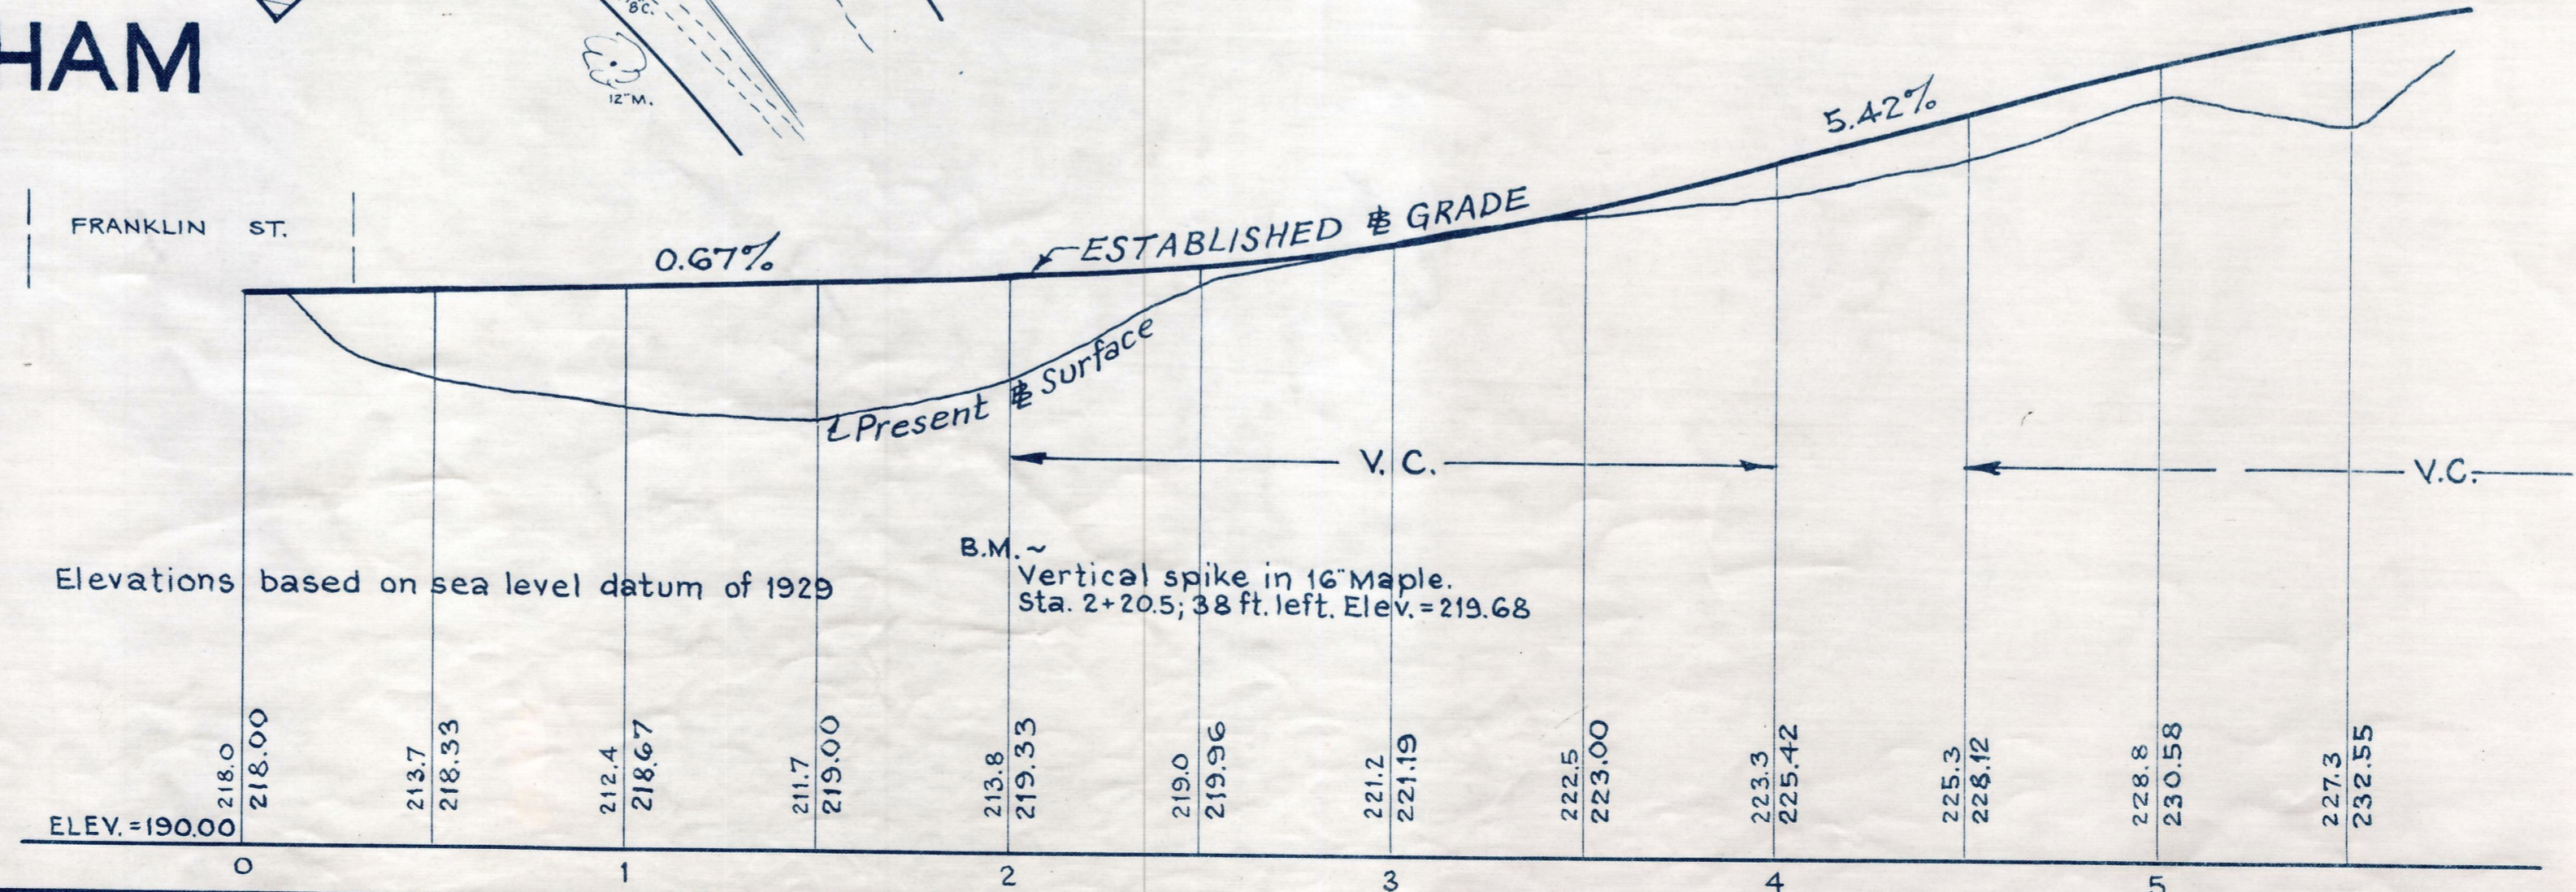 HAM
8"C.
12"M.
FRANKLIN ST.
0.67%
ESTABLISHED ℄ GRADE
5.42%
Present ℄ Surface
V.C.
V.C.
B.M.~
Vertical spike in 16"Maple.
Sta. 2+20.5; 38 ft. left. Elev. = 219.68
Elevations based on sea level datum of 1929
218.0
218.00
213.7
218.33
212.4
218.67
211.7
219.00
213.8
219.33
219.0
219.96
221.2
221.19
222.5
223.00
223.3
225.42
225.3
228.12
228.8
230.58
227.3
232.55
ELEV. = 190.00
0
1
2
3
4
5